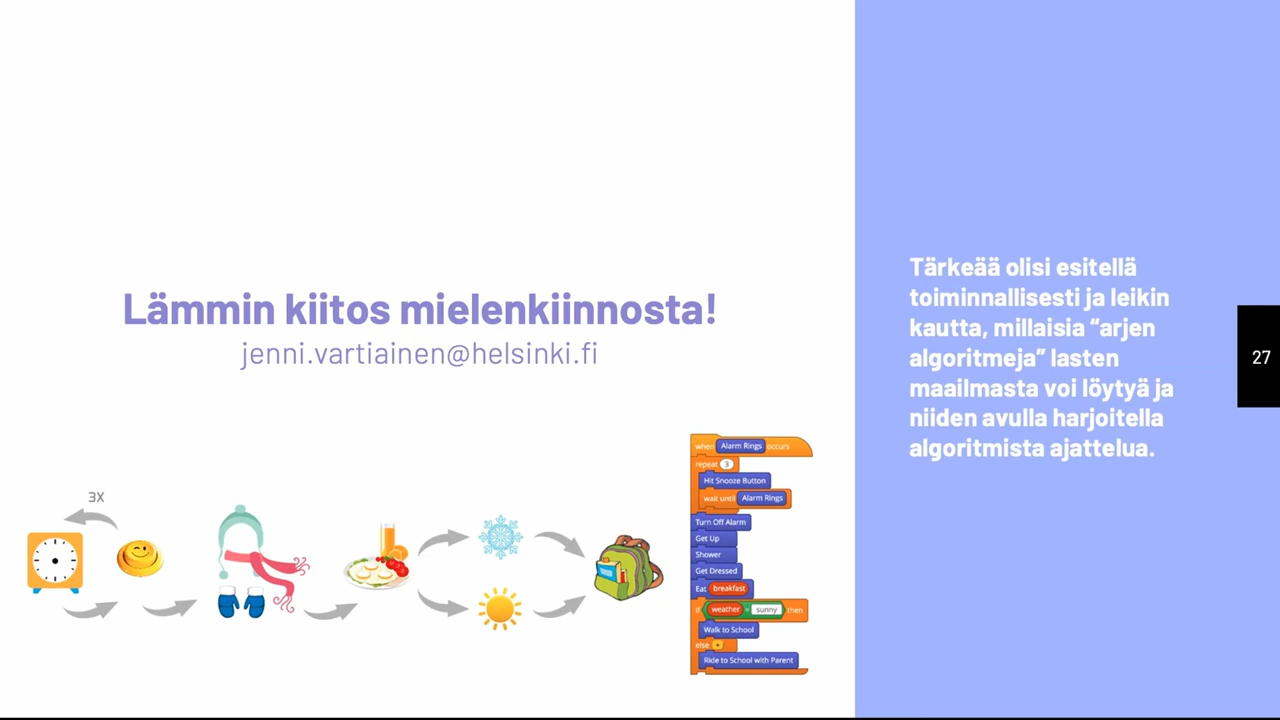 Lämmin kiitos mielenkiinnosta!
jenni.vartiainen@helsinki.fi
3X
when Alarm Rings occurs
repeat 3
Hit Snooze Button
wait until Alarm Rings
Turn Off Alarm
Get Up
Shower
Get Dressed
Eat breakfast
if weather = sunny then
Walk to School
else
Ride to School with Parent
Tärkeää olisi esitellä
toiminnallisesti ja leikin
kautta, millaisia “arjen
algoritmeja” lasten
maailmasta voi löytyä ja
niiden avulla harjoitella
algoritmista ajattelua.
27